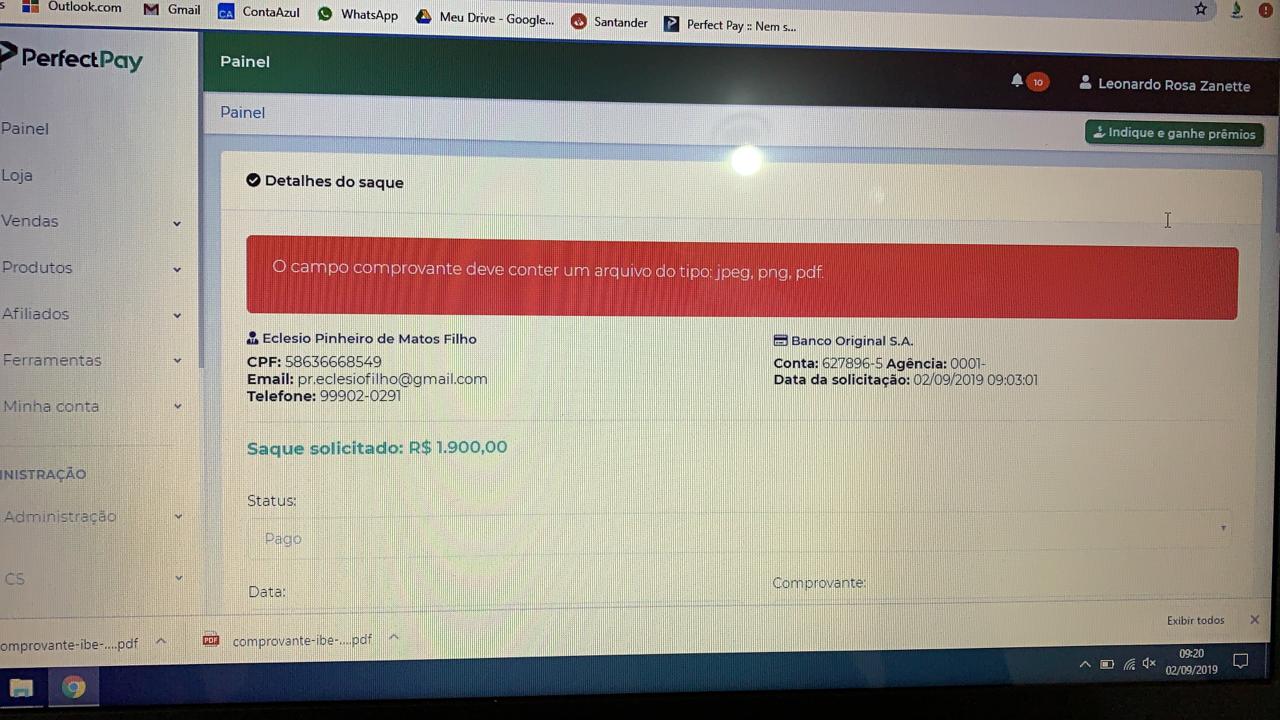 s Outlook.com Gmail ContaAzul WhatsApp Meu Drive - Google... Santander Perfect Pay :: Nem s...
PerfectPay
Painel
10 Leonardo Rosa Zanette
Painel
Indique e ganhe prêmios
Painel
Loja
Vendas
Produtos
Afiliados
Ferramentas
Minha conta
NISTRAÇÃO
Administração
CS
Detalhes do saque
O campo comprovante deve conter um arquivo do tipo: jpeg, png, pdf.
Eclesio Pinheiro de Matos Filho
CPF: 58636668549
Email: pr.eclesiofilho@gmail.com
Telefone: 99902-0291
Banco Original S.A.
Conta: 627896-5 Agência: 0001-
Data da solicitação: 02/09/2019 09:03:01
Saque solicitado: R$ 1.900,00
Status:
Pago
Data:
Comprovante:
omprovante-ibe-....pdf
PDF comprovante-ibe-....pdf
Exibir todos
09:20
02/09/2019